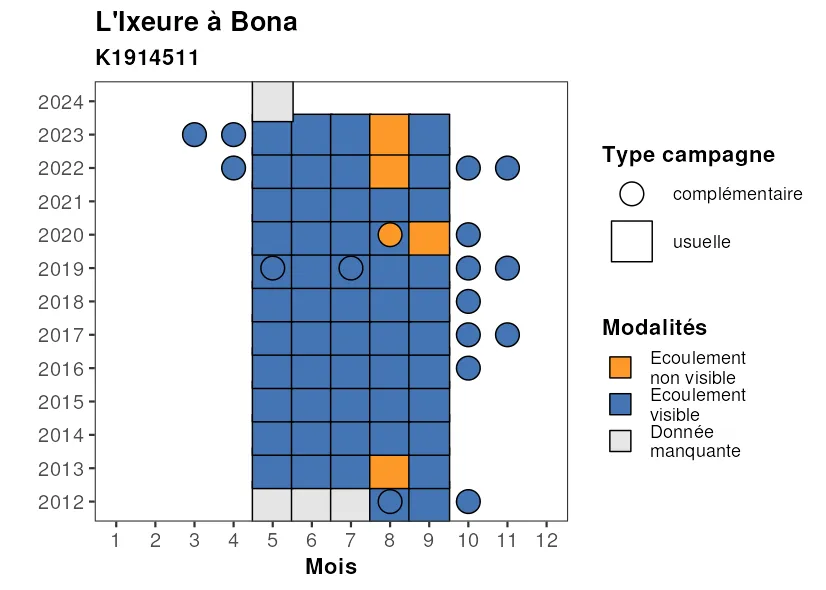 L'Ixeure à Bona
K1914511
2024
2023
2022
2021
2020
2019
2018
2017
2016
2015
2014
2013
2012
1 2 3 4 5 6 7 8 9 10 11 12
Mois
Type campagne
complémentaire
usuelle
Modalités
Ecoulement
non visible
Ecoulement
visible
Donnée
manquante